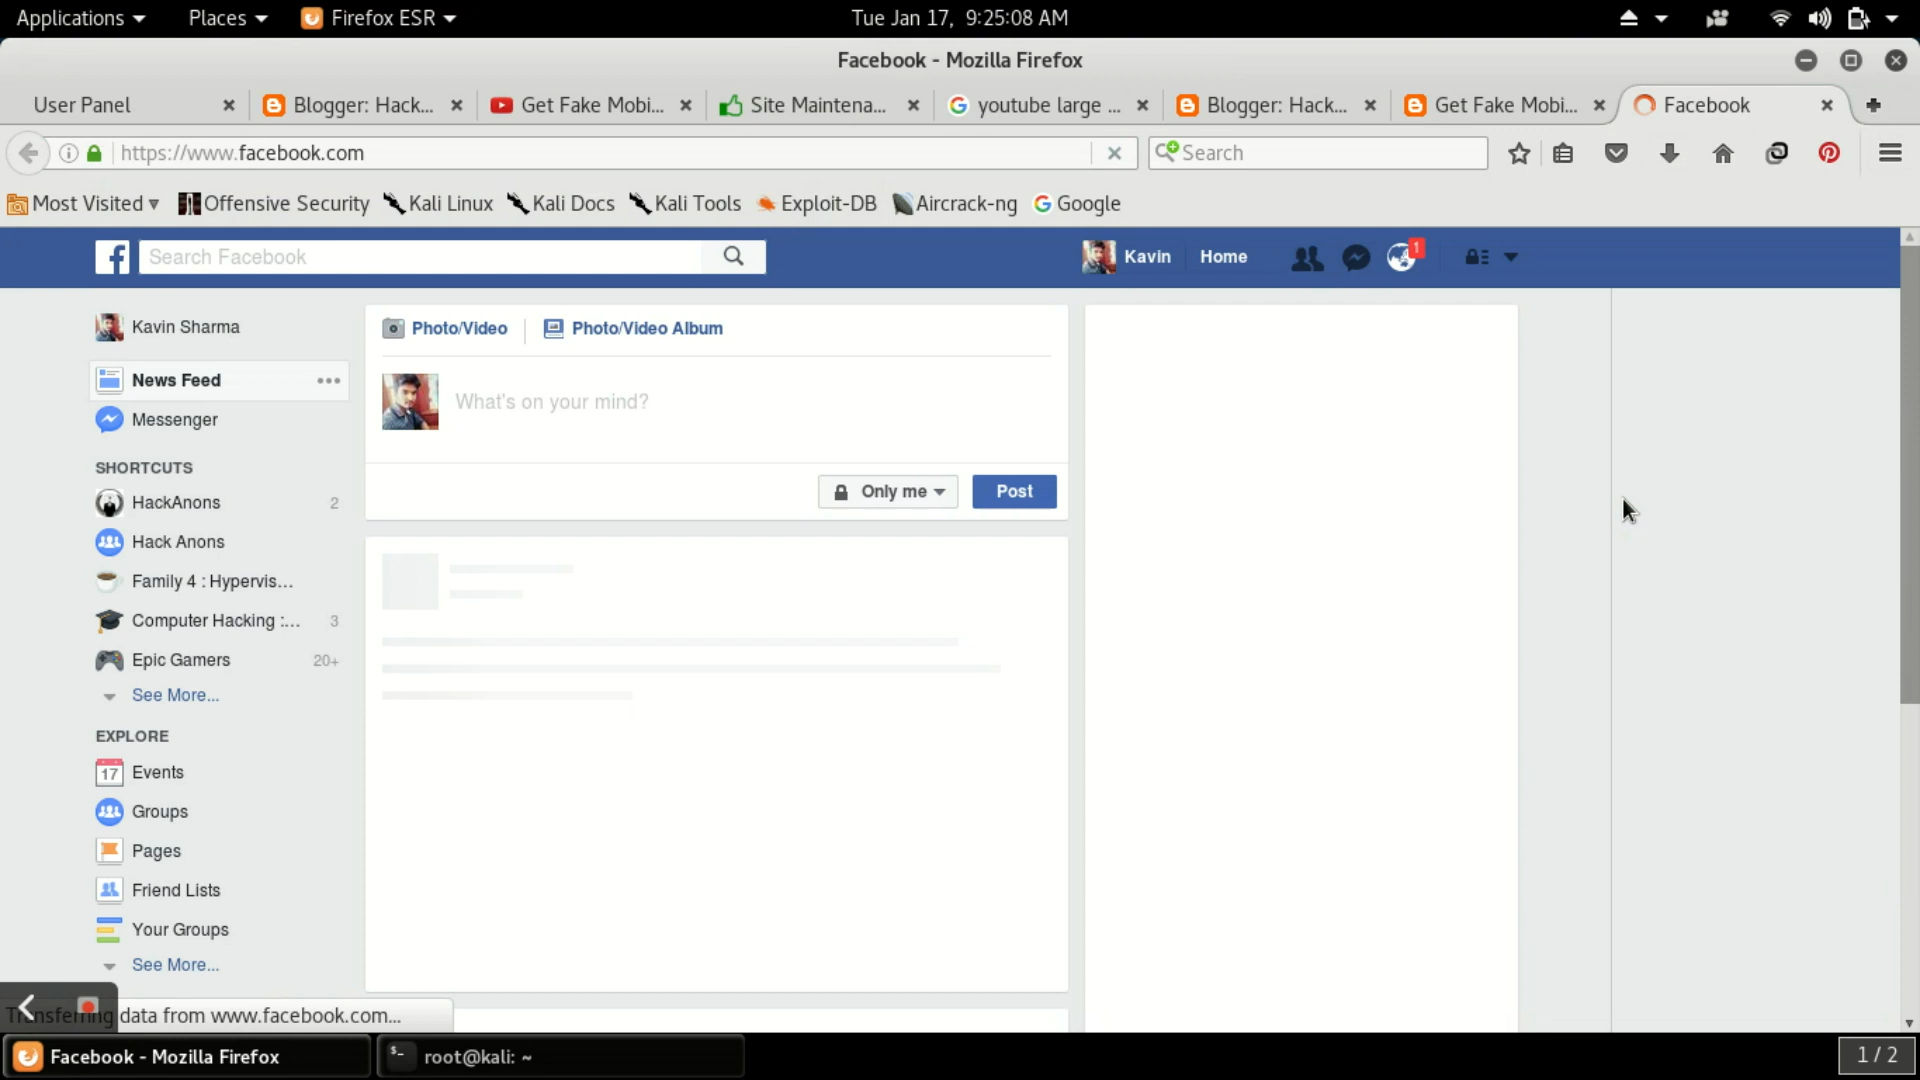 Applications Places Firefox ESR Tue Jan 17, 9:25:08 AM
Facebook - Mozilla Firefox
User Panel Blogger: Hack... Get Fake Mobi... Site Maintena... youtube large ... Blogger: Hack... Get Fake Mobi... Facebook
https://www.facebook.com Search
Most Visited Offensive Security Kali Linux Kali Docs Kali Tools Exploit-DB Aircrack-ng Google
Search Facebook Kavin Home 1
Kavin Sharma
Photo/Video Photo/Video Album
News Feed
What's on your mind?
Messenger
SHORTCUTS
Only me Post
HackAnons 2
Hack Anons
Family 4 : Hypervis...
Computer Hacking :... 3
Epic Gamers 20+
See More...
EXPLORE
17 Events
Groups
Pages
Friend Lists
Your Groups
See More...
Transferring data from www.facebook.com...
Facebook - Mozilla Firefox root@kali: ~ 1 / 2